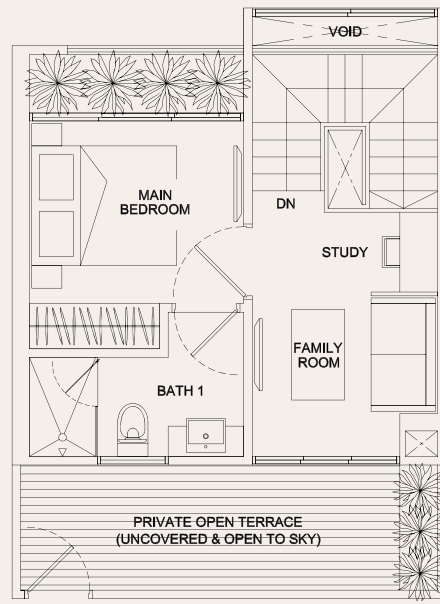 VOID
MAIN
BEDROOM
DN
STUDY
FAMILY
ROOM
BATH 1
PRIVATE OPEN TERRACE
(UNCOVERED & OPEN TO SKY)